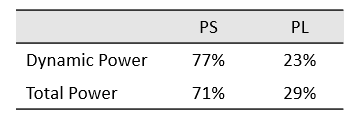 PS PL
Dynamic Power 77% 23%
Total Power 71% 29%